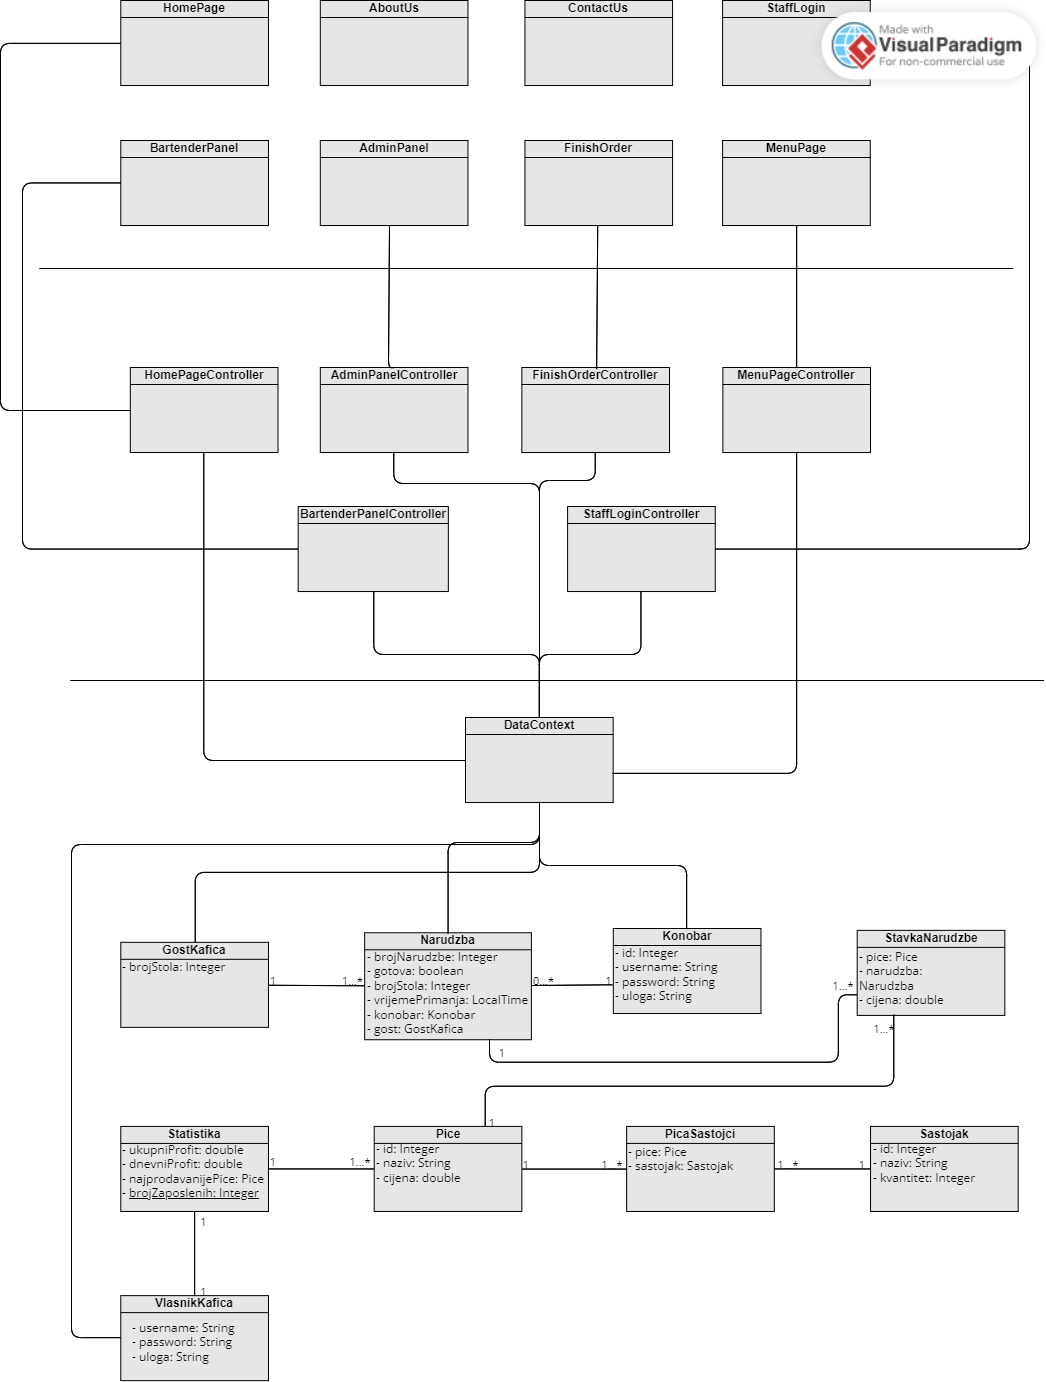 HomePage
AboutUs
ContactUs
StaffLogin
Made with
Visual Paradigm
For non-commercial use
BartenderPanel
AdminPanel
FinishOrder
MenuPage
HomePageController
AdminPanelController
FinishOrderController
MenuPageController
BartenderPanelController
StaffLoginController
DataContext
GostKafica
- brojStola: Integer
1
1...*
Narudzba
- brojNarudzbe: Integer
- gotova: boolean
- brojStola: Integer
- vrijemePrimanja: LocalTime
- konobar: Konobar
- gost: GostKafica
0...*
1
Konobar
- id: Integer
- username: String
- password: String
- uloga: String
StavkaNarudzbe
- pice: Pice
- narudzba:
Narudzba
- cijena: double
1...*
1...*
1
1
Statistika
- ukupniProfit: double
- dnevniProfit: double
- najprodavanijePice: Pice
- brojZaposlenih: Integer
1
1...*
Pice
- id: Integer
- naziv: String
- cijena: double
1
1...*
PicaSastojci
- pice: Pice
- sastojak: Sastojak
1...*
1
Sastojak
- id: Integer
- naziv: String
- kvantitet: Integer
1
1
VlasnikKafica
- username: String
- password: String
- uloga: String